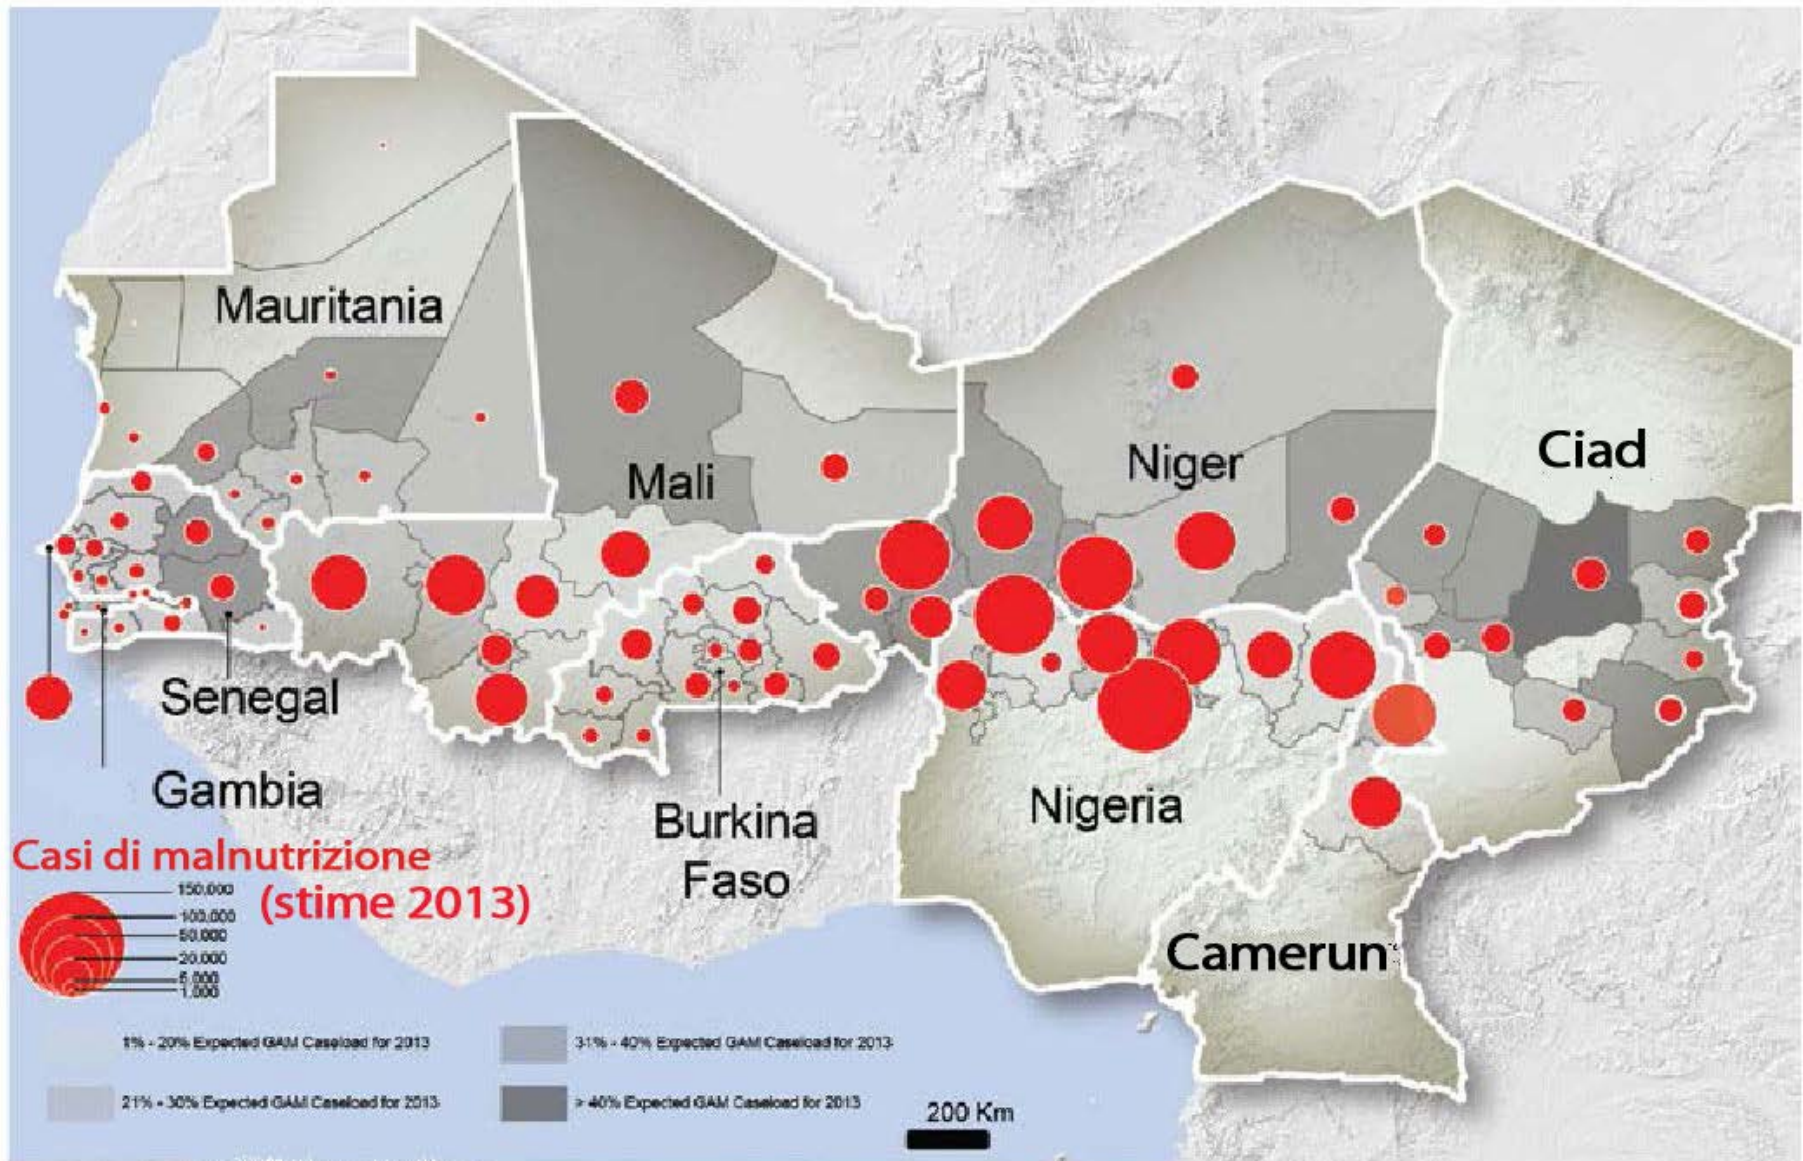 Mauritania
Mali
Niger
Ciad
Senegal
Gambia
Burkina
Faso
Nigeria
Camerun
Casi di malnutrizione
(stime 2013)
150.000
100.000
50.000
20.000
5.000
1.000
1% - 20% Expected GAM Caseload for 2013
31% - 40% Expected GAM Caseload for 2013
21% - 30% Expected GAM Caseload for 2013
> 40% Expected GAM Caseload for 2013
200 Km